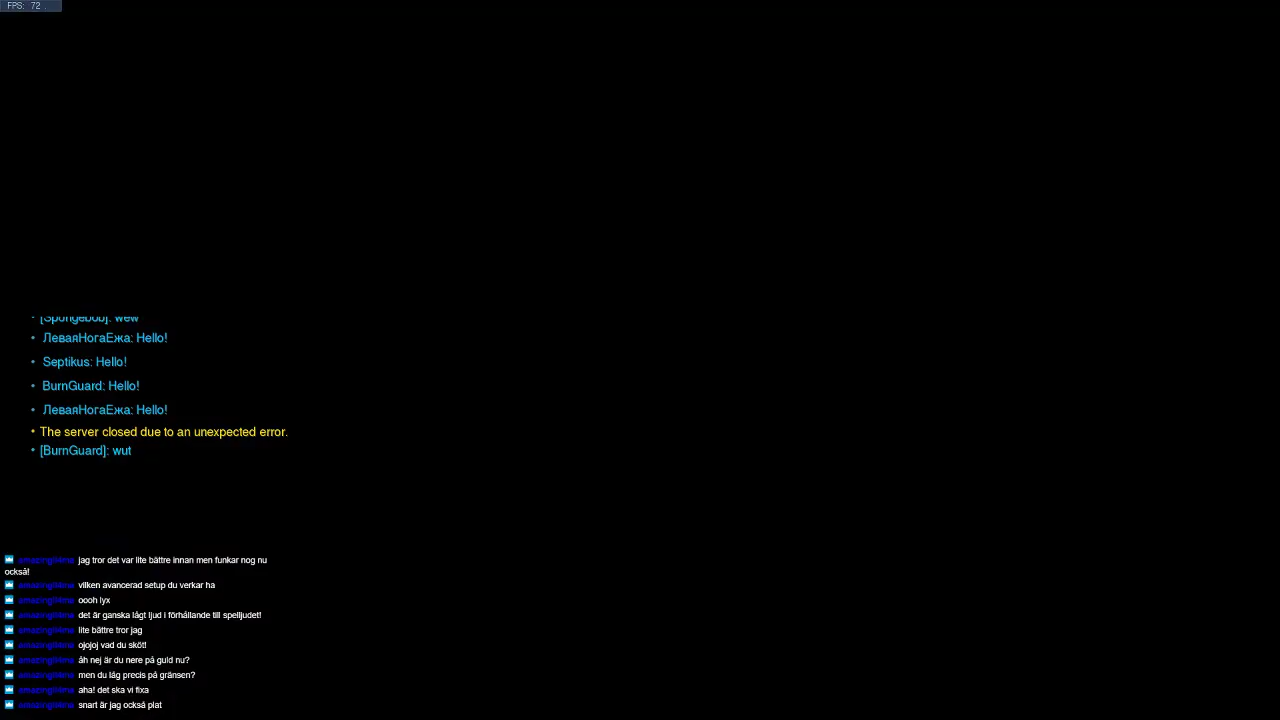 FPS: 72
• [Spongebob]: wew
• ЛеваяНогаЕжа: Hello!
• Septikus: Hello!
• BurnGuard: Hello!
• ЛеваяНогаЕжа: Hello!
• The server closed due to an unexpected error.
• [BurnGuard]: wut
jag tror det var lite bättre innan men funkar nog nu
också!
vilken avancerad setup du verkar ha
oooh lyx
det är ganska lågt ljud i förhållande till spelljudet!
lite bättre tror jag
ojojoj vad du sköt!
åh nej är du nere på guld nu?
men du låg precis på gränsen?
aha! det ska vi fixa
snart är jag också plat